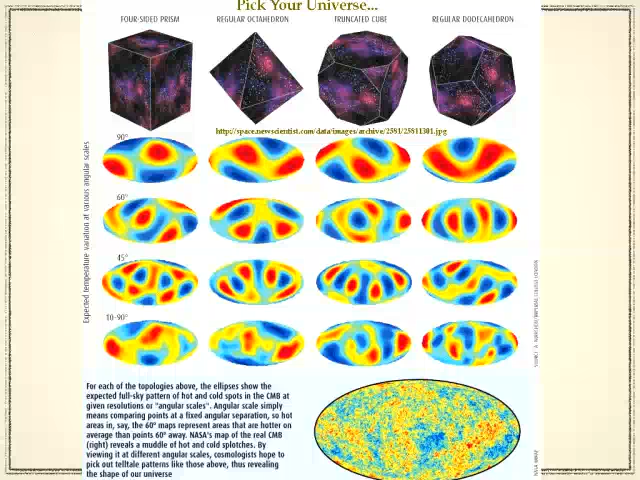 Pick Your Universe...
FOUR-SIDED PRISM
REGULAR OCTAHEDRON
TRUNCATED CUBE
REGULAR DODECAHEDRON
http://space.newscientist.com/data/images/archive/2581/25811301.jpg
Expected temperature variation at various angular scales
90°
60°
45°
10-90°
For each of the topologies above, the ellipses show the
expected full-sky pattern of hot and cold spots in the CMB at
given resolutions or "angular scales". Angular scale simply
means comparing points at a fixed angular separation, so hot
areas in, say, the 60° maps represent areas that are hotter on
average than points 60° away. NASA's map of the real CMB
(right) reveals a muddle of hot and cold splotches. By
viewing it at different angular scales, cosmologists hope to
pick out telltale patterns like those above, thus revealing
the shape of our universe